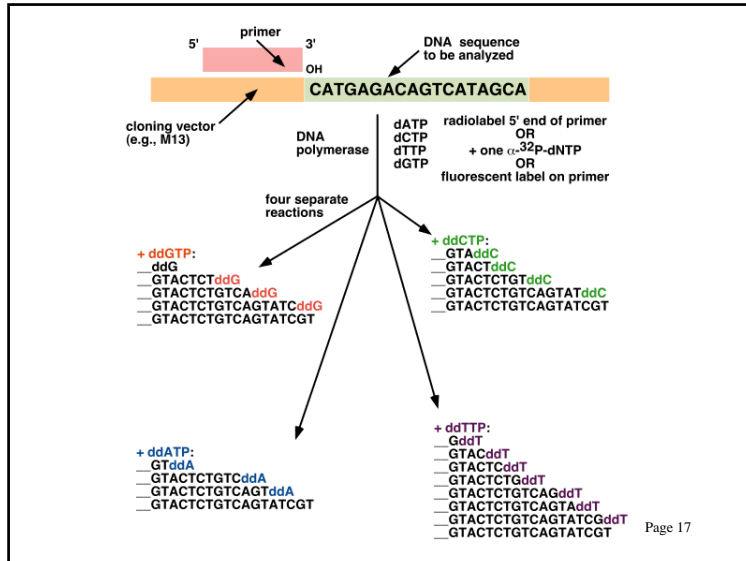 primer
5'
3'
OH
DNA sequence
to be analyzed
CATGAGACAGTCATAGCA
cloning vector
(e.g., M13)
DNA
polymerase
dATP
dCTP
dTTP
dGTP
radiolabel 5' end of primer
OR
+ one α-32P-dNTP
OR
fluorescent label on primer
four separate
reactions
+ ddGTP:
__ddG
__GTACTCTddG
__GTACTCTGTCAddG
__GTACTCTGTCAGTATCddG
__GTACTCTGTCAGTATCGT
+ ddCTP:
__GTAddC
__GTACTddC
__GTACTCTGTddC
__GTACTCTGTCAGTATddC
__GTACTCTGTCAGTATCGT
+ ddATP:
__GTddA
__GTACTCTGTCddA
__GTACTCTGTCAGTddA
__GTACTCTGTCAGTATCGT
+ ddTTP:
__GddT
__GTACddT
__GTACTCddT
__GTACTCTGddT
__GTACTCTGTCAGddT
__GTACTCTGTCAGTAddT
__GTACTCTGTCAGTATCGddT
__GTACTCTGTCAGTATCGT
Page 17